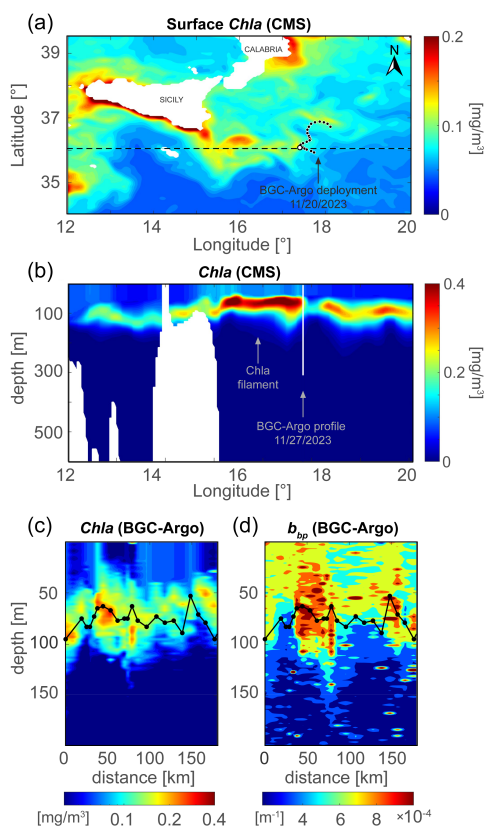 (a) Surface Chla (CMS)
39
37
35
Latitude [°]
CALABRIA
SICILY
N
BGC-Argo deployment
11/20/2023
12 14 16 18 20
Longitude [°]
0.2
0.1
0
[mg/m³]
(b) Chla (CMS)
100
300
500
depth [m]
Chla
filament
BGC-Argo profile
11/27/2023
12 13 14 15 16 17 18 19 20
Longitude [°]
0.4
0.2
0
[mg/m³]
(c) Chla (BGC-Argo)
50
100
150
depth [m]
0 50 100 150
distance [km]
[mg/m³] 0.1 0.2 0.4
(d) bbp (BGC-Argo)
50
100
150
0 50 100 150
distance [km]
[m⁻¹] 4 6 8 ×10⁻⁴